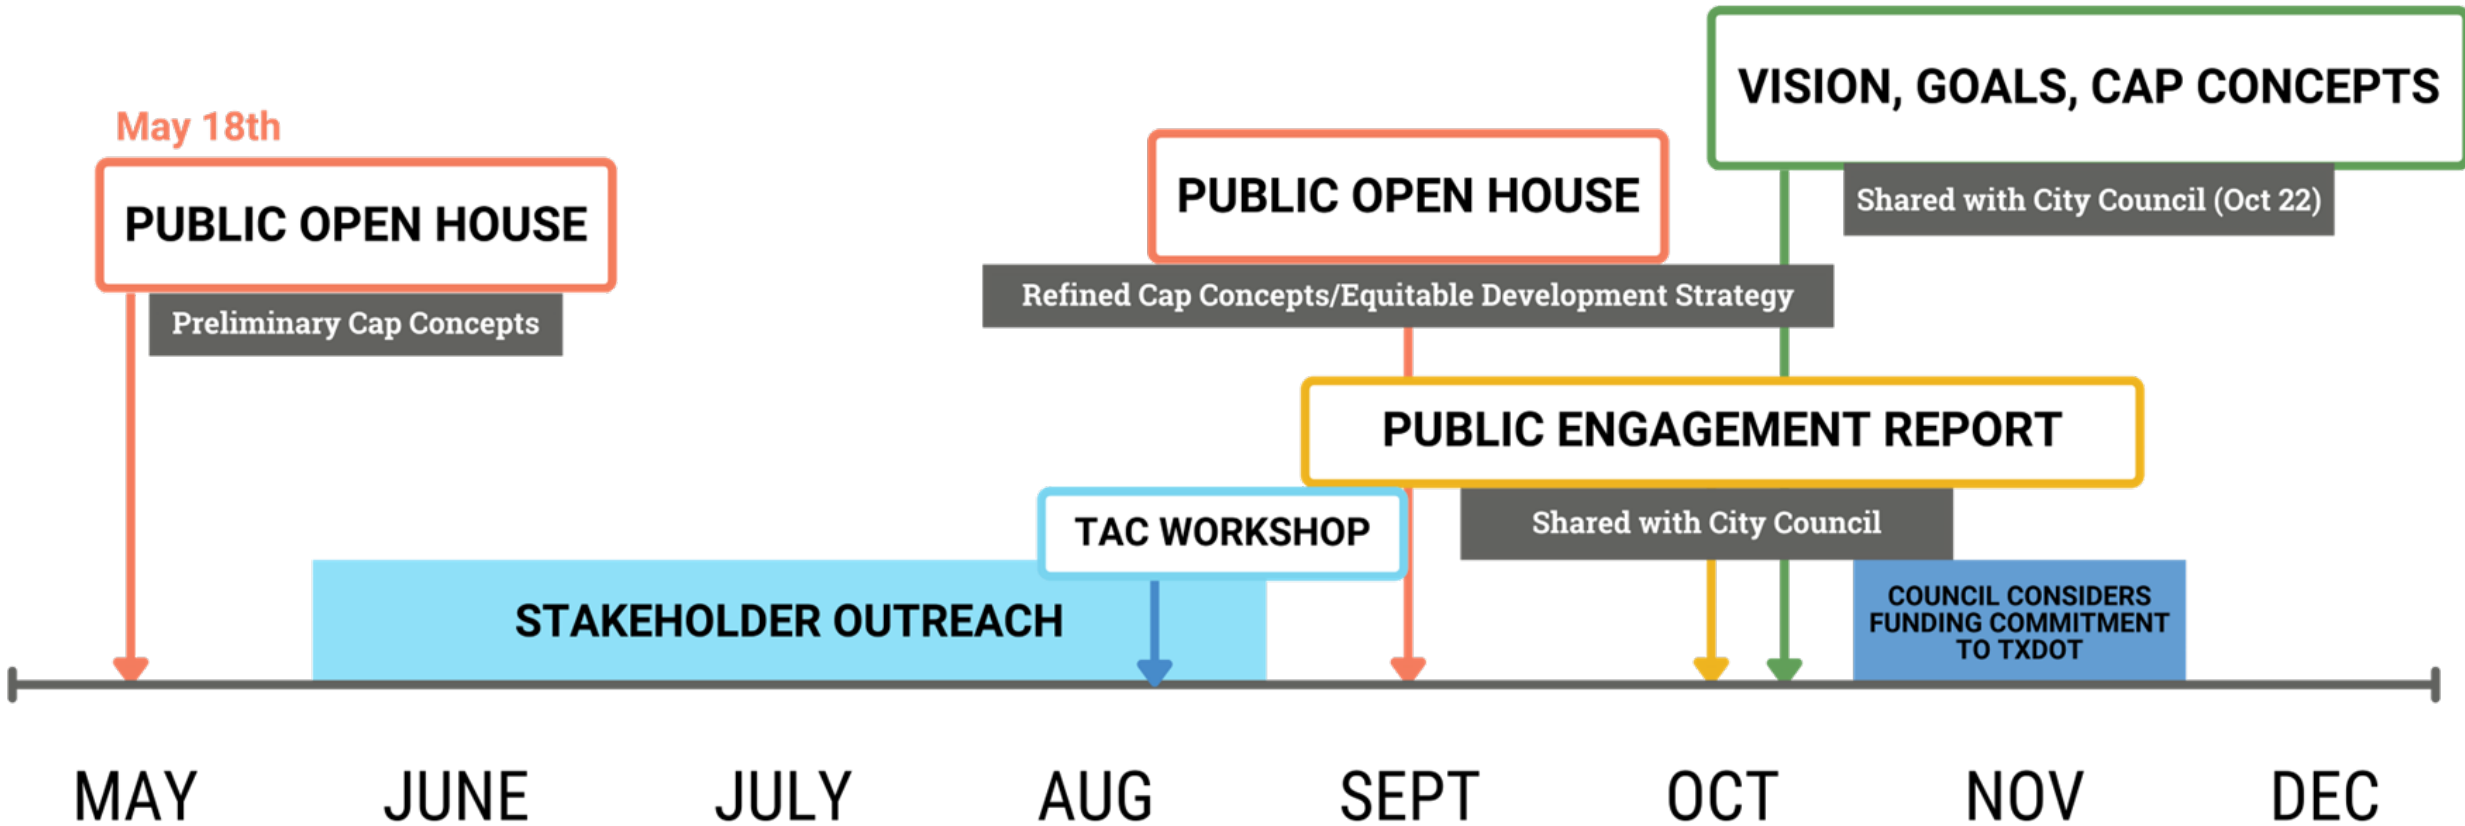 VISION, GOALS, CAP CONCEPTS
Shared with City Council (Oct 22)
May 18th
PUBLIC OPEN HOUSE
Preliminary Cap Concepts
PUBLIC OPEN HOUSE
Refined Cap Concepts/Equitable Development Strategy
PUBLIC ENGAGEMENT REPORT
Shared with City Council
TAC WORKSHOP
STAKEHOLDER OUTREACH
COUNCIL CONSIDERS
FUNDING COMMITMENT
TO TXDOT
MAY JUNE JULY AUG SEPT OCT NOV DEC